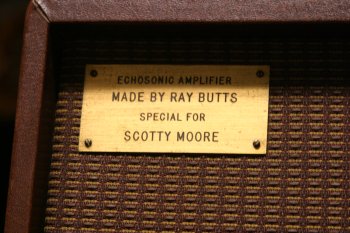 ECHOSONIC AMPLIFIER
MADE BY RAY BUTTS
SPECIAL FOR
SCOTTY MOORE